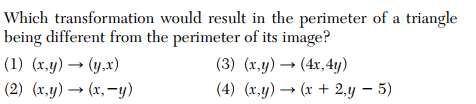 Which transformation would result in the perimeter of a triangle
being different from the perimeter of its image?
(1) (x,y) → (y,x)
(3) (x,y) → (4x,4y)
(2) (x,y) → (x,−y)
(4) (x,y) → (x + 2,y − 5)